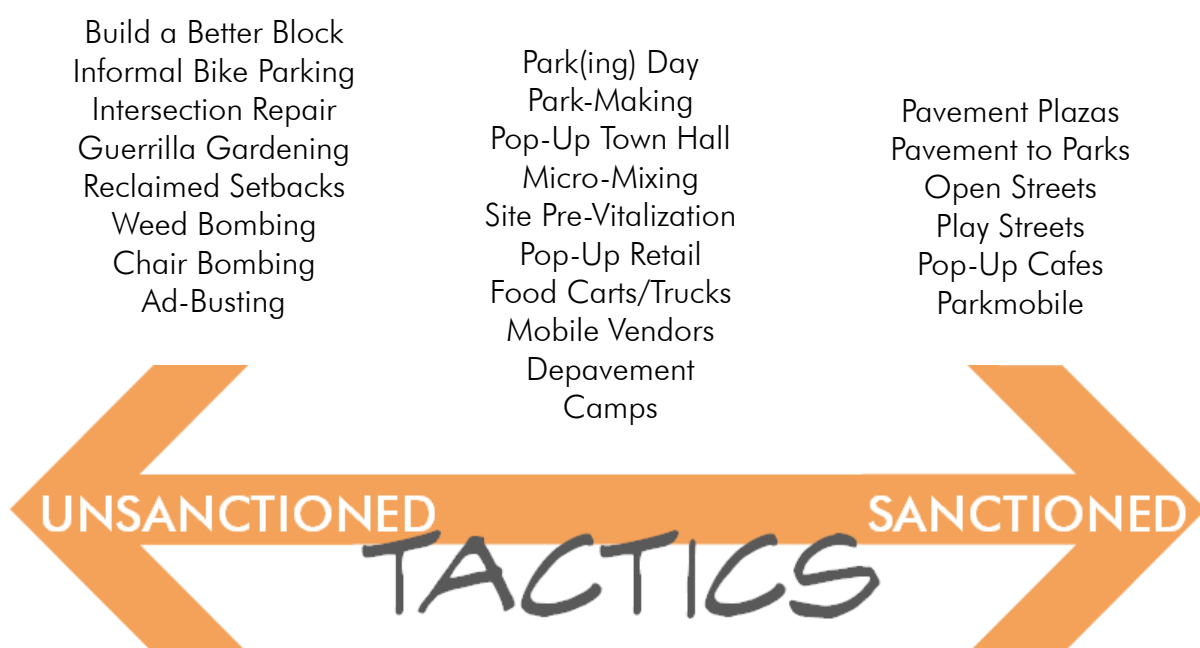 Build a Better Block
Informal Bike Parking
Intersection Repair
Guerrilla Gardening
Reclaimed Setbacks
Weed Bombing
Chair Bombing
Ad-Busting
Park(ing) Day
Park-Making
Pop-Up Town Hall
Micro-Mixing
Site Pre-Vitalization
Pop-Up Retail
Food Carts/Trucks
Mobile Vendors
Depavement
Camps
Pavement Plazas
Pavement to Parks
Open Streets
Play Streets
Pop-Up Cafes
Parkmobile
UNSANCTIONED
SANCTIONED
TACTICS